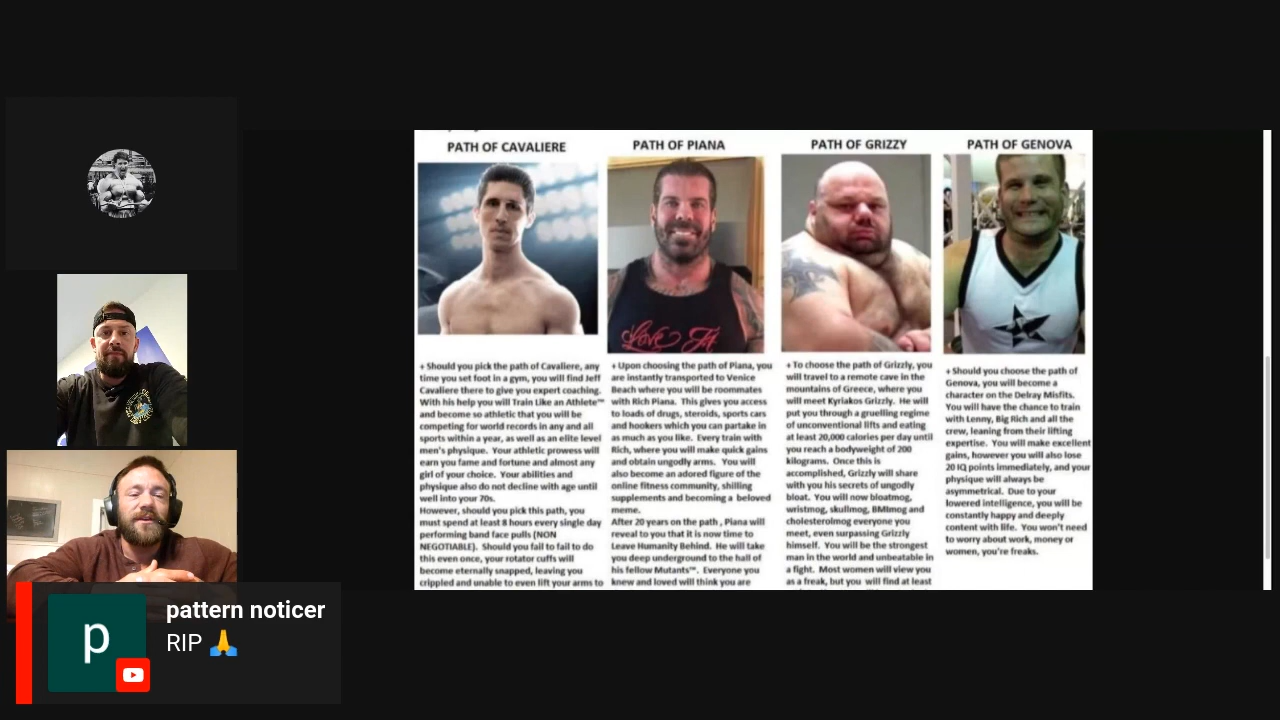 PATH OF CAVALIERE
+ Should you pick the path of Cavaliere, any
time you set foot in a gym, you will find Jeff
Cavaliere there to give you expert coaching.
With his help you will Train Like an Athlete™
and become so athletic that you will be
competing for world records in any and all
sports within a year, as well as an elite level
men's physique. Your athletic prowess will
earn you fame and fortune and almost any
girl of your choice. Your abilities and
physique also do not decline with age until
well into your 70s.
However, should you pick this path, you
must spend at least 8 hours every single day
performing band face pulls (NON
NEGOTIABLE). Should you fail to fail to do
this even once, your rotator cuffs will
become eternally snapped, leaving you
crippled and unable to even lift your arms to
PATH OF PIANA
Love It
+ Upon choosing the path of Piana, you
are instantly transported to Venice
Beach where you will be roommates
with Rich Piana. This gives you access
to loads of drugs, steroids, sports cars
and hookers which you can partake in
as much as you like. Every train with
Rich, where you will make quick gains
and obtain ungodly arms. You will
also become an adored figure of the
online fitness community, shilling
supplements and becoming a beloved
meme.
After 20 years on the path , Piana will
reveal to you that it is now time to
Leave Humanity Behind. He will take
you deep underground to the hall of
his fellow Mutants™. Everyone you
knew and loved will think you are
PATH OF GRIZZY
+ To choose the path of Grizzly, you
will travel to a remote cave in the
mountains of Greece, where you
will meet Kyriakos Grizzly. He will
put you through a gruelling regime
of unconventional lifts and eating
at least 20,000 calories per day until
you reach a bodyweight of 200
kilograms. Once this is
accomplished, Grizzly will share
with you his secrets of ungodly
bloat. You will now bloatmog,
wristmog, skullmog, BMImog and
cholesterolmog everyone you
meet, even surpassing Grizzly
himself. You will be the strongest
man in the world and unbeatable in
a fight. Most women will view you
as a freak, but you will find at least
PATH OF GENOVA
+ Should you choose the path of
Genova, you will become a
character on the Delray Misfits.
You will have the chance to train
with Lenny, Big Rich and all the
crew, leaning from their lifting
expertise. You will make excellent
gains, however you will also lose
20 IQ points immediately, and your
physique will always be
asymmetrical. Due to your
lowered intelligence, you will be
constantly happy and deeply
content with life. You won't need
to worry about work, money or
women, you're freaks.
p
pattern noticer
RIP 🙏